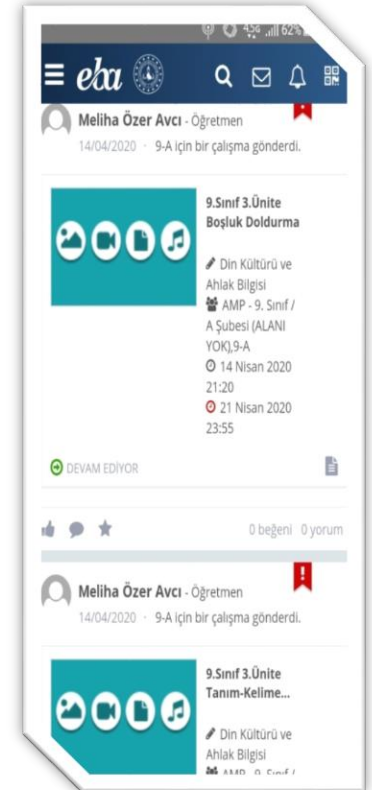 62%
eba
Meliha Özer Avcı - Öğretmen
14/04/2020 · 9-A için bir çalışma gönderdi.
9.Sınıf 3.Ünite
Boşluk Doldurma
Din Kültürü ve
Ahlak Bilgisi
AMP - 9. Sınıf /
A Şubesi (ALANI
YOK),9-A
14 Nisan 2020
21:20
21 Nisan 2020
23:55
DEVAM EDİYOR
0 beğeni 0 yorum
Meliha Özer Avcı - Öğretmen
14/04/2020 · 9-A için bir çalışma gönderdi.
9.Sınıf 3.Ünite
Tanım-Kelime...
Din Kültürü ve
Ahlak Bilgisi
AMP - 9. Sınıf /